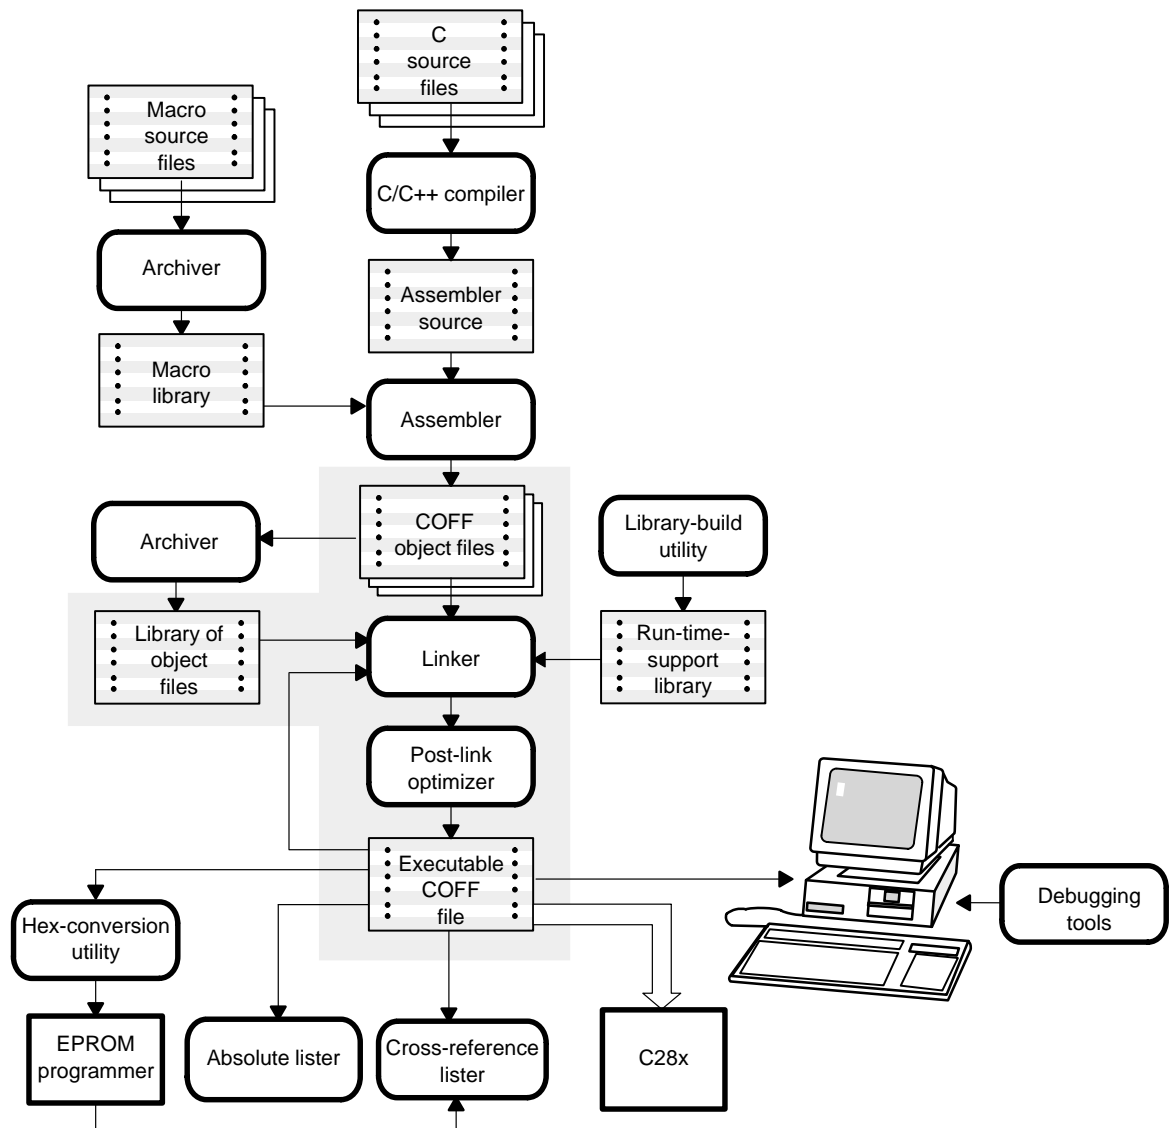 C
source
files
Macro
source
files
C/C++ compiler
Archiver
Assembler
source
Macro
library
Assembler
COFF
object files
Library-build
utility
Archiver
Library of
object
files
Linker
Run-time-
support
library
Post-link
optimizer
Executable
COFF
file
Debugging
tools
Hex-conversion
utility
EPROM
programmer
Absolute lister
Cross-reference
lister
C28x